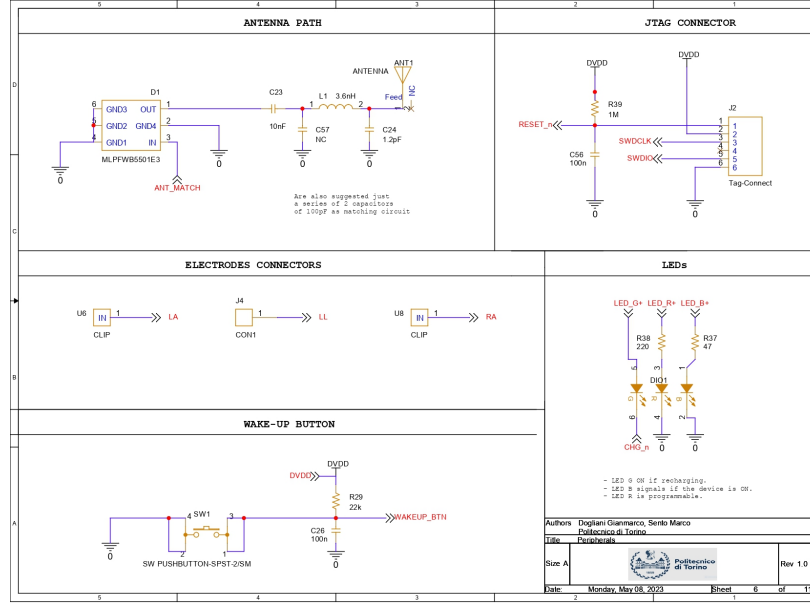 5
4
3
2
1
ANTENNA PATH
JTAG CONNECTOR
D
D1
6 GND3 OUT 1
5 GND2 GND4 2
4 GND1 IN 3
MLPFWB5501E3
0
0
ANT_MATCH
C23
10nF
1 L1 3.6nH 2
C57
NC
0
C24
1.2pF
0
ANTENNA
ANT1
Feed
NC
1
2
Are also suggested just
a series of 2 capacitors
of 100pF as matching circuit
DVDD
DVDD
R39
1M
RESET_n
C56
100n
0
SWDCLK
SWDIO
0
J2
1 1
2 2
3 3
4 4
5 5
6 6
Tag-Connect
C
ELECTRODES CONNECTORS
LEDs
U6 IN 1 LA
CLIP
J4
1 LL
CON1
U8 IN 1 RA
CLIP
LED_G+ LED_R+ LED_B+
R38
220
R37
47
5 3 1
DIO1
G R B
6 4 2
CHG_n 0 0
- LED G ON if recharging.
- LED B signals if the device is ON.
- LED R is programmable.
B
WAKE-UP BUTTON
DVDD
DVDD
R29
22k
WAKEUP_BTN
C26
100n
0
0
4 SW1 3
2 1
SW PUSHBUTTON-SPST-2/SM
A
Authors Dogliani Gianmarco, Sento Marco
Politecnico di Torino
Title Peripherals
Size A
Politecnico
di Torino
Rev 1.0
Date: Monday, May 08, 2023 Sheet 6 of
5
4
3
2
1